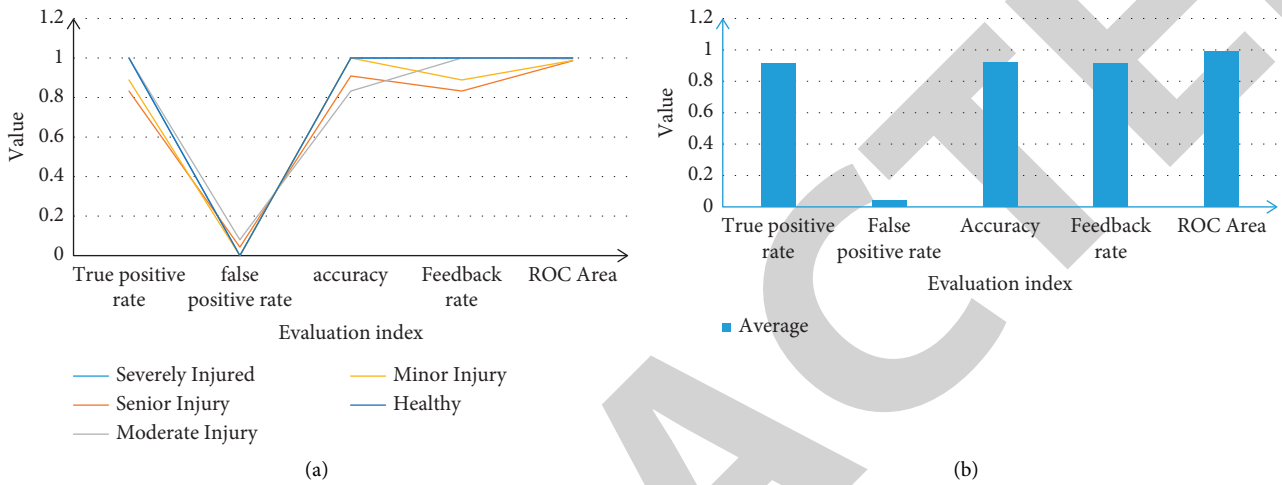 1.2
1
0.8
0.6
0.4
0.2
0
Value
True positive
rate
false
positive rate
accuracy
Feedback
rate
ROC Area
Evaluation index
Severely Injured
Senior Injury
Moderate Injury
Minor Injury
Healthy
(a)
1.2
1
0.8
0.6
0.4
0.2
0
Value
True positive
rate
False
positive rate
Accuracy
Feedback
rate
ROC Area
Evaluation index
Average
(b)
ACTE